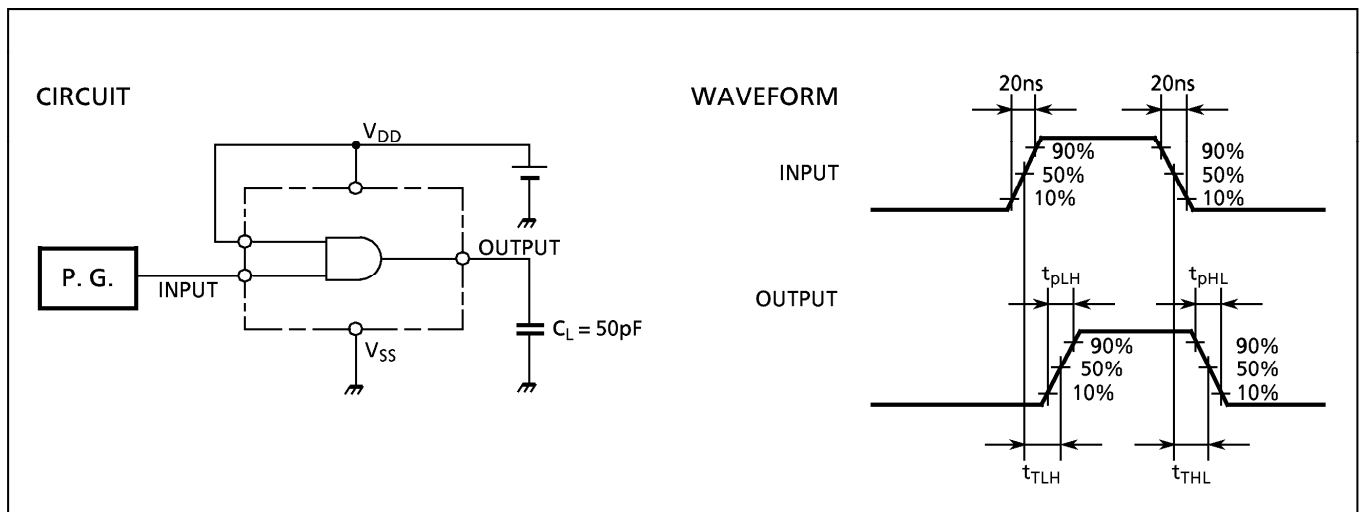 CIRCUIT
V_DD
P. G.
INPUT
OUTPUT
C_L = 50pF
V_SS
WAVEFORM
20ns 20ns
INPUT
90% 90%
50% 50%
10% 10%
t_pLH t_pHL
OUTPUT
90% 90%
50% 50%
10% 10%
t_TLH t_THL